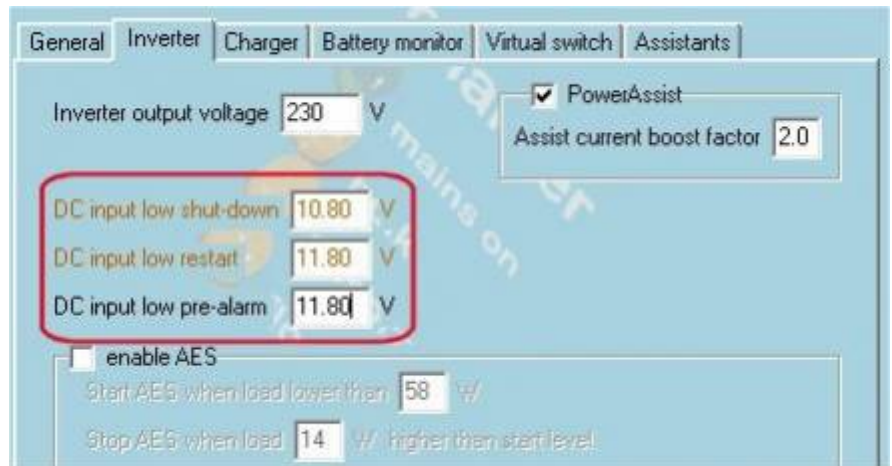 General Inverter Charger Battery monitor Virtual switch Assistants
Inverter output voltage 230 V
PowerAssist
Assist current boost factor 2.0
DC input low shut-down 10.80 V
DC input low restart 11.80 V
DC input low pre-alarm 11.80 V
enable AES
Start AES when load lower than 58 W
Stop AES when load 14 W higher than start level
mains on